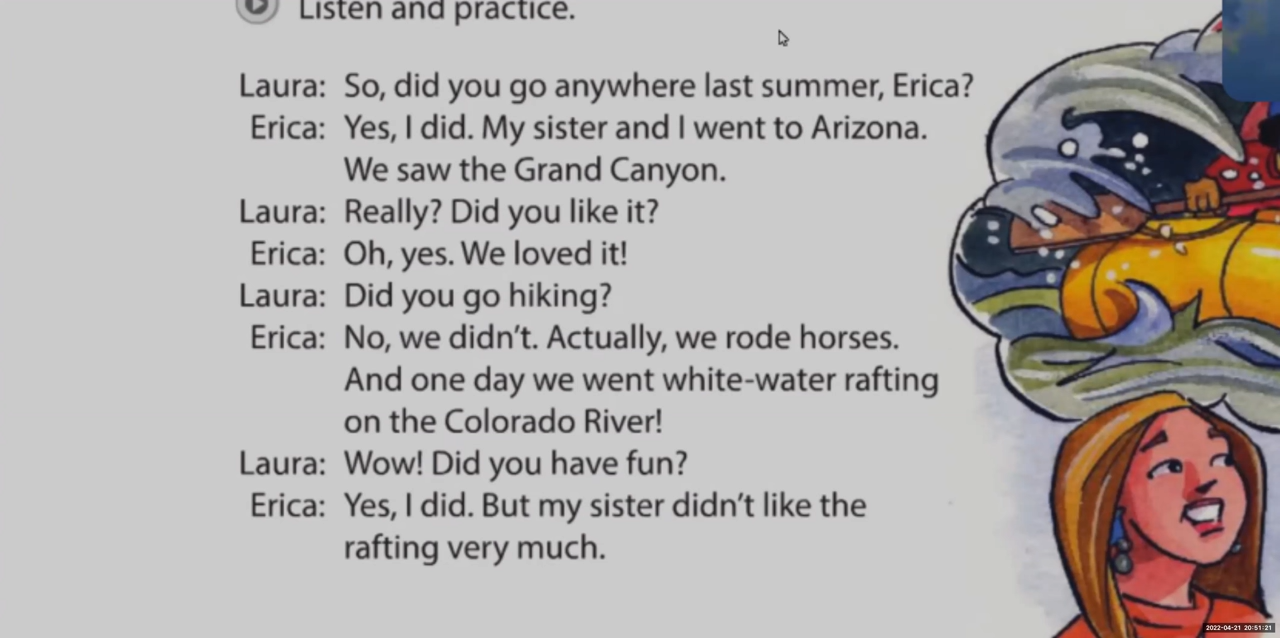 Listen and practice.
Laura: So, did you go anywhere last summer, Erica?
Erica: Yes, I did. My sister and I went to Arizona.
We saw the Grand Canyon.
Laura: Really? Did you like it?
Erica: Oh, yes. We loved it!
Laura: Did you go hiking?
Erica: No, we didn't. Actually, we rode horses.
And one day we went white-water rafting
on the Colorado River!
Laura: Wow! Did you have fun?
Erica: Yes, I did. But my sister didn't like the
rafting very much.
2022-04-21 20:51:21